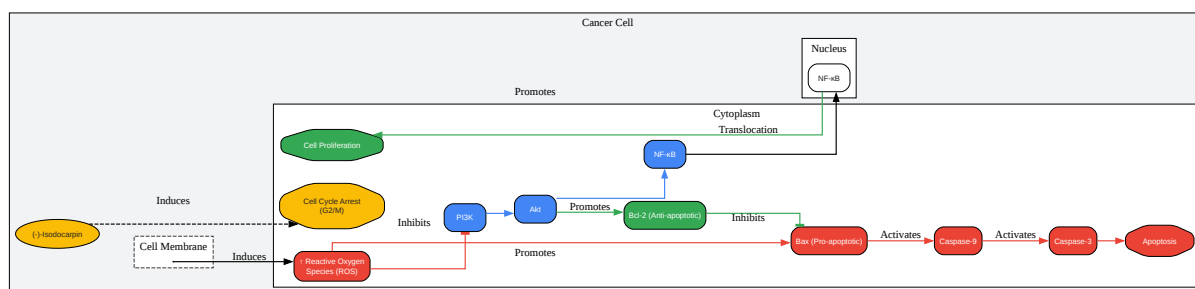 Cancer Cell
Nucleus
NF-κB
Promotes
Cytoplasm
Translocation
Cell Proliferation
NF-κB
Cell Cycle Arrest
(G2/M)
Induces
PI3K
Akt
Promotes
Bcl-2 (Anti-apoptotic)
Inhibits
Inhibits
(-)-Isodocarpin
Cell Membrane
Induces
↑ Reactive Oxygen
Species (ROS)
Promotes
Bax (Pro-apoptotic)
Activates
Caspase-9
Activates
Caspase-3
Apoptosis